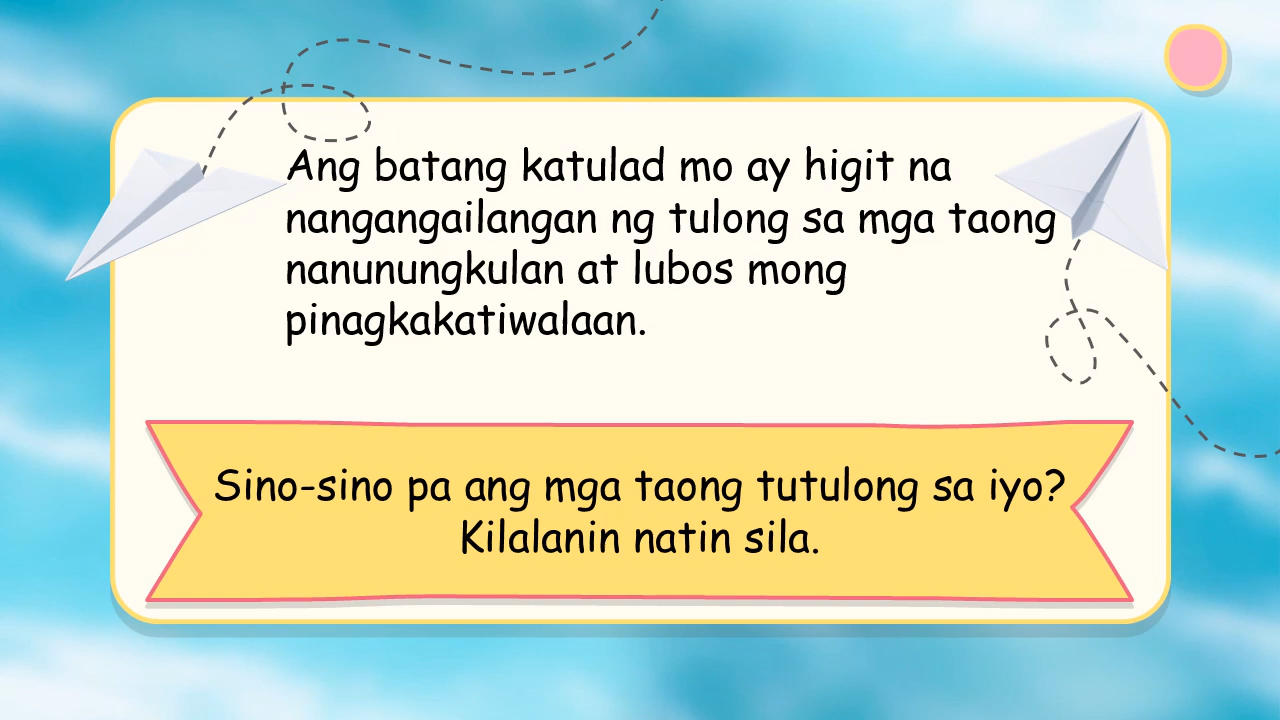 Ang batang katulad mo ay higit na
nangangailangan ng tulong sa mga taong
nanunungkulan at lubos mong
pinagkakatiwalaan.
Sino-sino pa ang mga taong tutulong sa iyo?
Kilalanin natin sila.